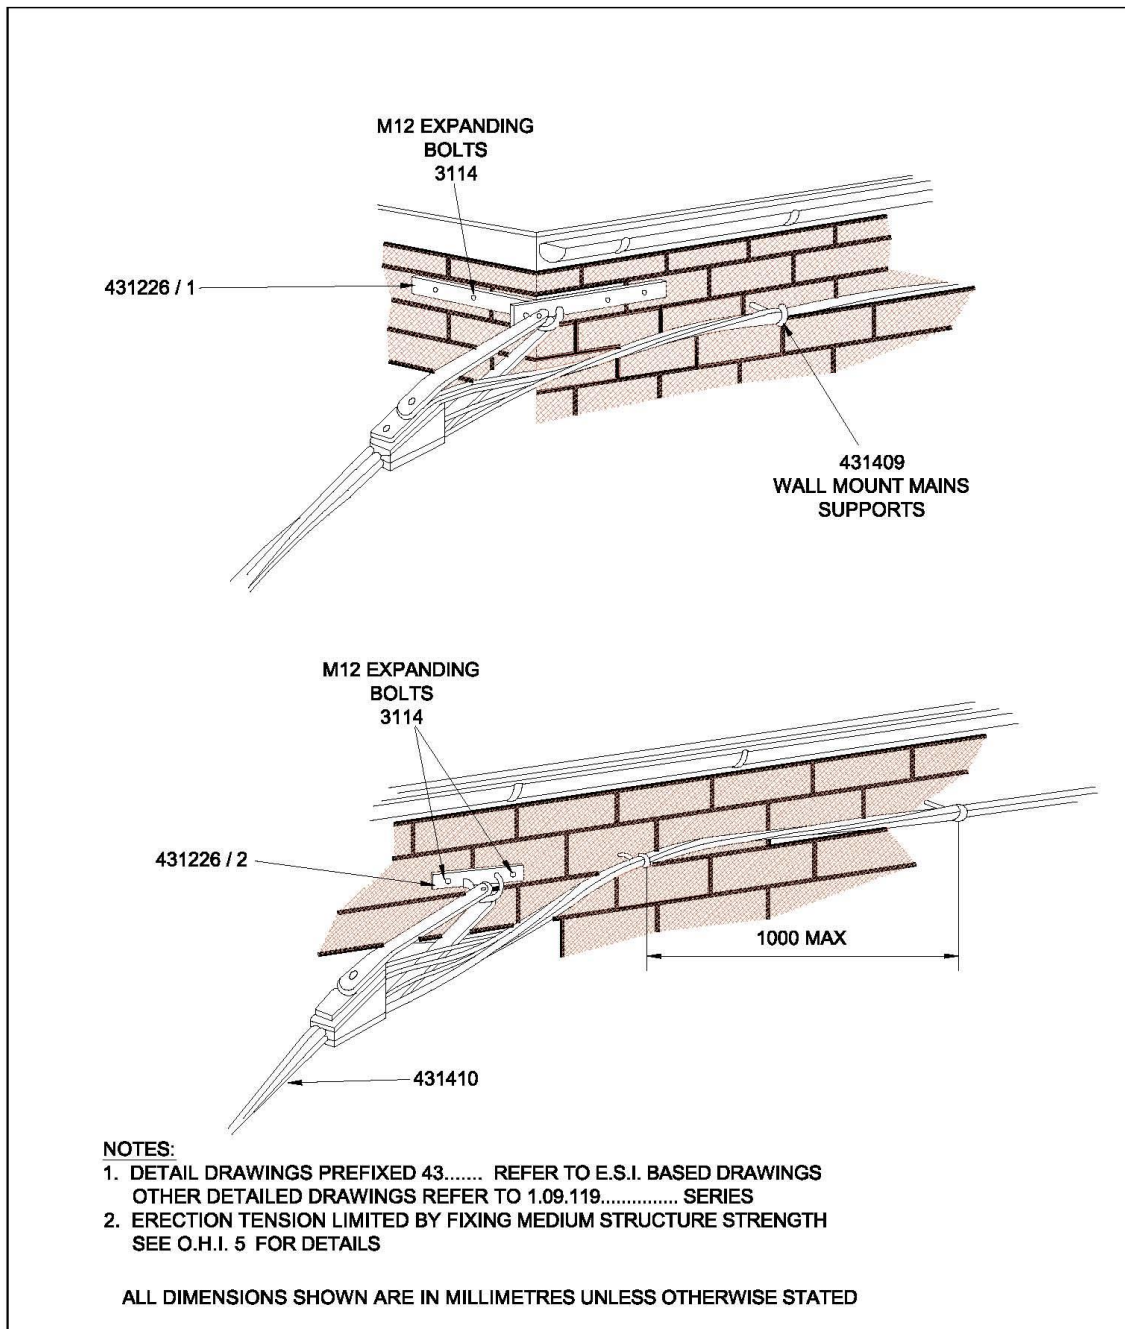 M12 EXPANDING
BOLTS
3114
431226 / 1
431409
WALL MOUNT MAINS
SUPPORTS
M12 EXPANDING
BOLTS
3114
431226 / 2
1000 MAX
431410
NOTES:
1. DETAIL DRAWINGS PREFIXED 43....... REFER TO E.S.I. BASED DRAWINGS
OTHER DETAILED DRAWINGS REFER TO 1.09.119............... SERIES
2. ERECTION TENSION LIMITED BY FIXING MEDIUM STRUCTURE STRENGTH
SEE O.H.I. 5 FOR DETAILS
ALL DIMENSIONS SHOWN ARE IN MILLIMETRES UNLESS OTHERWISE STATED